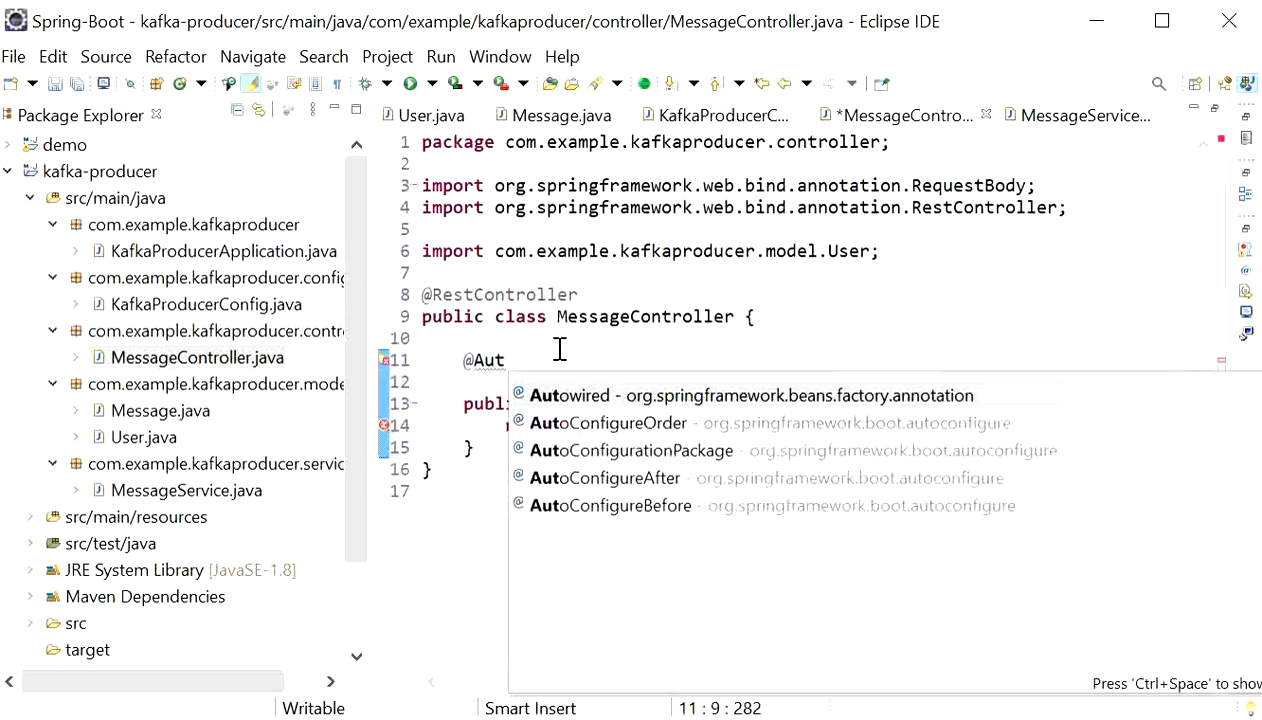 Spring-Boot - kafka-producer/src/main/java/com/example/kafkaproducer/controller/MessageController.java - Eclipse IDE
File Edit Source Refactor Navigate Search Project Run Window Help
Package Explorer
User.java Message.java KafkaProducerC... *MessageContro... MessageService...
demo
kafka-producer
src/main/java
com.example.kafkaproducer
KafkaProducerApplication.java
com.example.kafkaproducer.config
KafkaProducerConfig.java
com.example.kafkaproducer.contr
MessageController.java
com.example.kafkaproducer.mode
Message.java
User.java
com.example.kafkaproducer.servic
MessageService.java
src/main/resources
src/test/java
JRE System Library [JavaSE-1.8]
Maven Dependencies
src
target
1 package com.example.kafkaproducer.controller;
2
3 import org.springframework.web.bind.annotation.RequestBody;
4 import org.springframework.web.bind.annotation.RestController;
5
6 import com.example.kafkaproducer.model.User;
7
8 @RestController
9 public class MessageController {
10
11 @Aut
12
13 publi
14
15 }
16 }
17
Autowired - org.springframework.beans.factory.annotation
AutoConfigureOrder - org.springframework.boot.autoconfigure
AutoConfigurationPackage - org.springframework.boot.autoconfigure
AutoConfigureAfter - org.springframework.boot.autoconfigure
AutoConfigureBefore - org.springframework.boot.autoconfigure
Press 'Ctrl+Space' to show
Writable Smart Insert 11 : 9 : 282